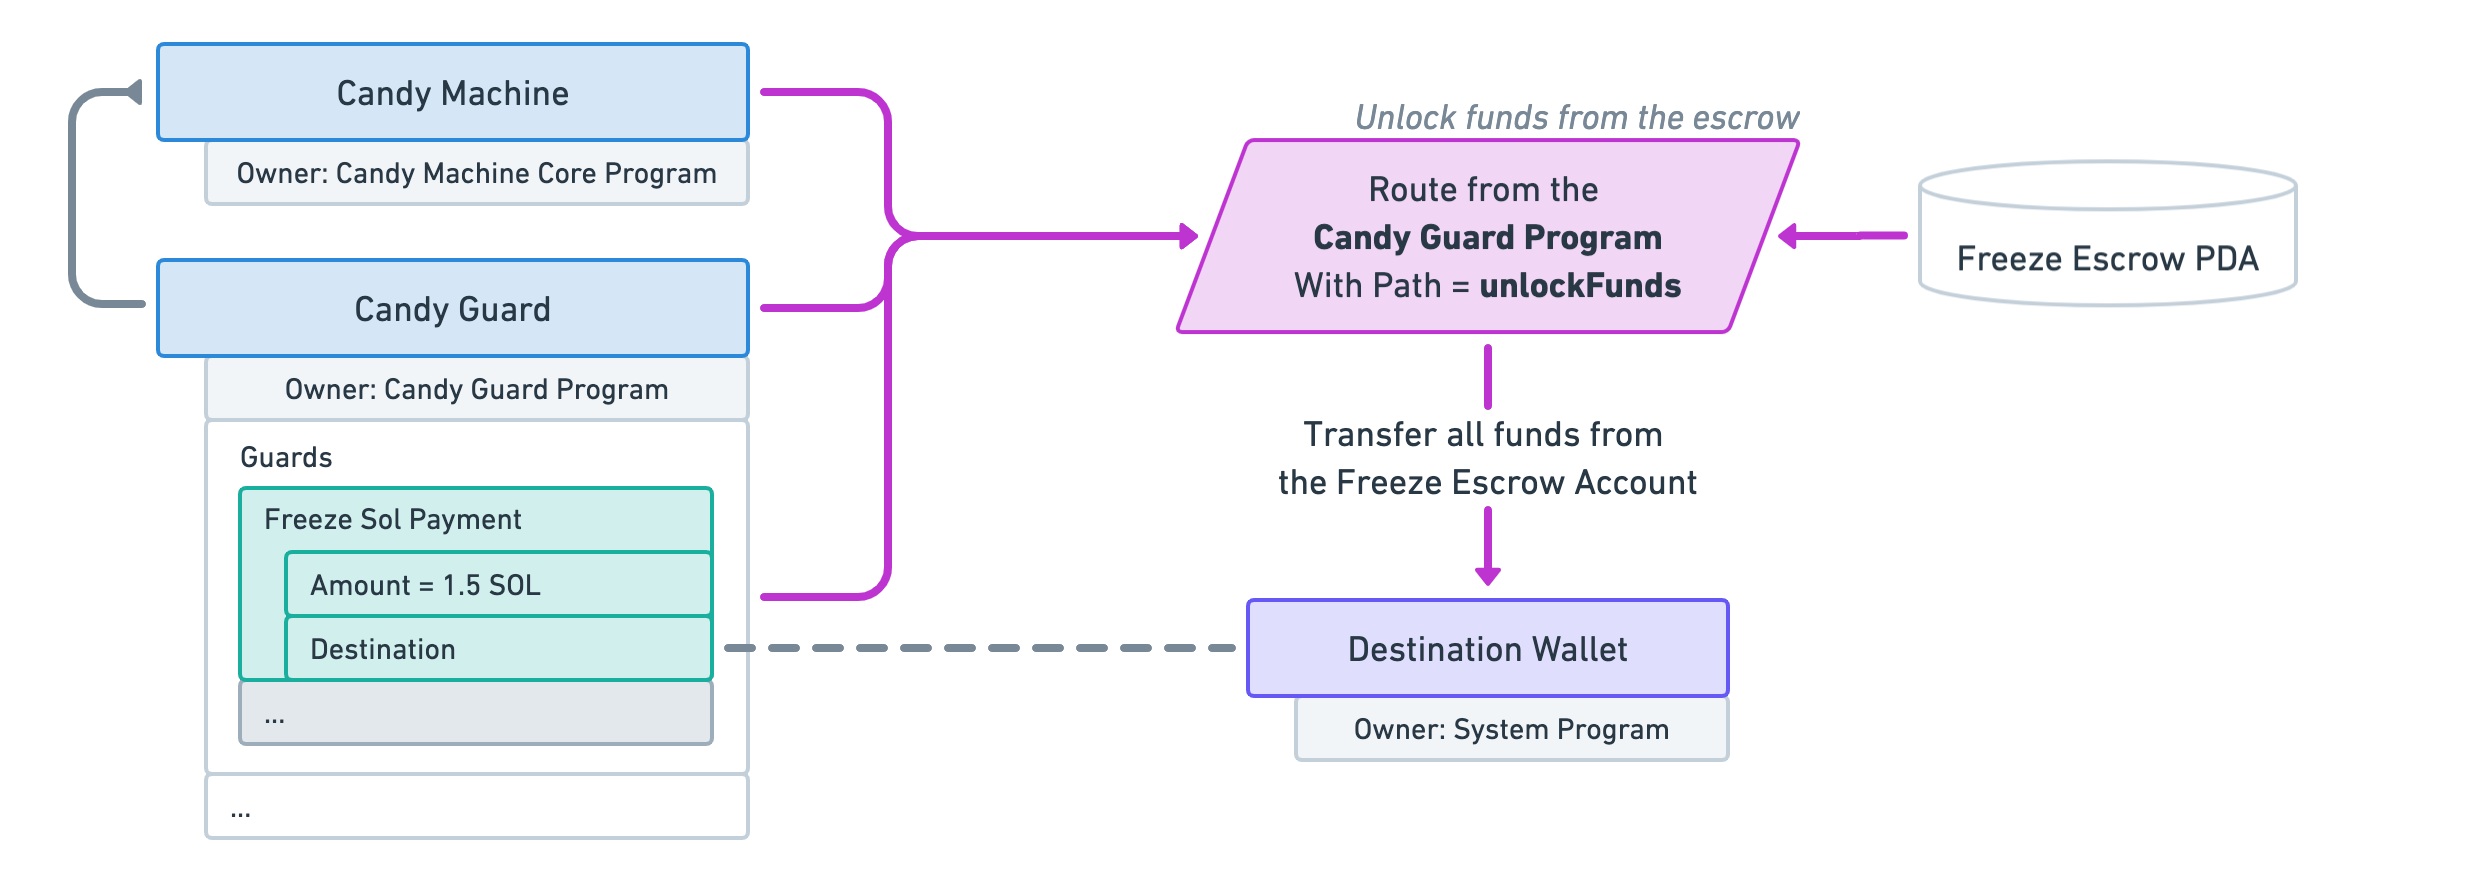 Candy Machine
Owner: Candy Machine Core Program
Candy Guard
Owner: Candy Guard Program
Guards
Freeze Sol Payment
Amount = 1.5 SOL
Destination
...
...
Unlock funds from the escrow
Route from the
Candy Guard Program
With Path = unlockFunds
Freeze Escrow PDA
Transfer all funds from
the Freeze Escrow Account
Destination Wallet
Owner: System Program